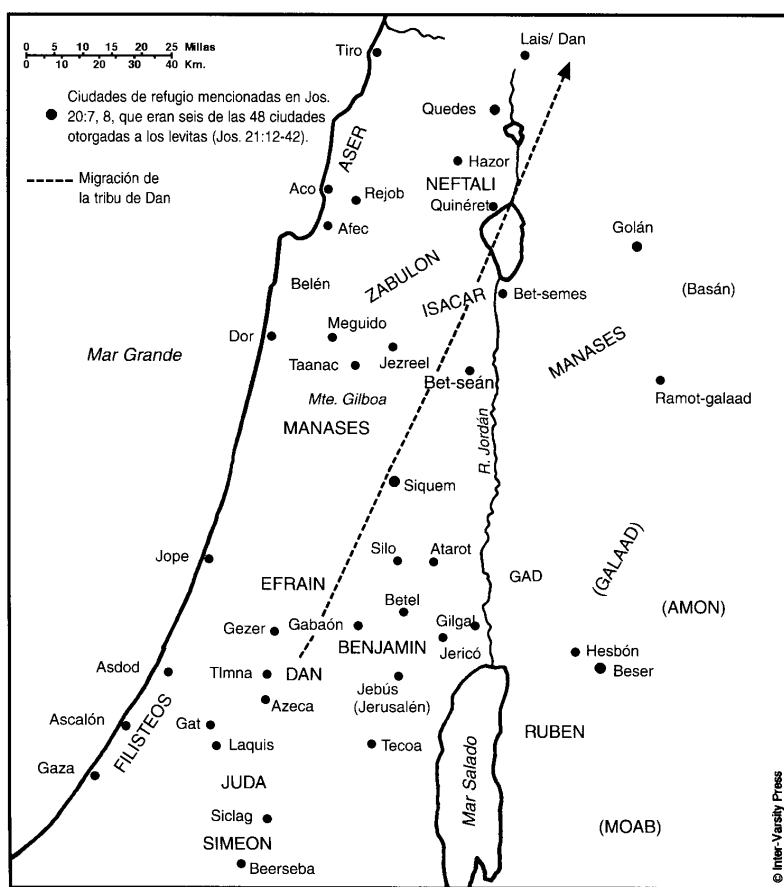 0 5 10 15 20 25 Millas
0 10 20 30 40 Km.
Ciudades de refugio mencionadas en Jos.
20:7, 8, que eran seis de las 48 ciudades
otorgadas a los levitas (Jos. 21:12-42).
Migración de
la tribu de Dan
Tiro
Lais/ Dan
Quedes
ASER
Hazor
NEFTALI
Aco
Rejob
Quinéret
Afec
Golán
Belén
ZABULON
ISACAR
Bet-semes
(Basán)
Mar Grande
Dor
Meguido
Taanac
Jezreel
Bet-seán
MANASES
Ramot-galaad
Mte. Gilboa
MANASES
R. Jordán
Siquem
Jope
Silo
Atarot
GAD
(GALAAD)
EFRAIN
Betel
(AMON)
Gezer
Gabaón
Gilgal
BENJAMIN
Jericó
Hesbón
Beser
Asdod
TImna
DAN
Jebús
(Jerusalén)
Azeca
Ascalón
FILISTEOS
Gat
RUBEN
Laquis
Tecoa
Gaza
JUDA
Mar Salado
Siclag
SIMEON
(MOAB)
Beerseba
© Inter-Varsity Press